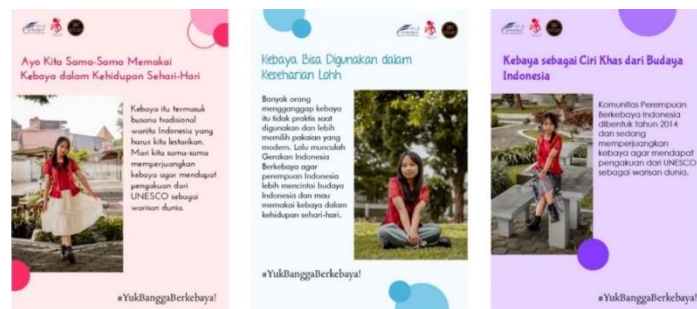 Ayo Kita Sama-Sama Memakai
Kebaya dalam Kehidupan Sehari-Hari
Kebaya itu termasuk
busana tradisional
wanita Indonesia yang
harus kita lestarikan.
Mari kita sama-sama
memperjuangkan
kebaya agar mendapat
pengakuan dari
UNESCO sebagai
warisan dunia.
#YukBanggaBerkebaya!
Kebaya Bisa Digunakan dalam
Keseharian Lohh
Banyak orang
menganggap kebaya
itu tidak praktis saat
digunakan dan lebih
memilih pakaian yang
modern. Lalu munculah
Gerakan Indonesia
Berkebaya agar
perempuan Indonesia
lebih mencintai budaya
Indonesia dan mau
memakai kebaya dalam
kehidupan sehari-hari.
#YukBanggaBerkebaya!
Kebaya sebagai Ciri Khas dari Budaya
Indonesia
Komunitas Perempuan
Berkebaya Indonesia
dibentuk tahun 2014
dan sedang
memperjuangkan
kebaya agar mendapat
pengakuan dari UNESCO
sebagai warisan dunia.
#YukBanggaBerkebaya!